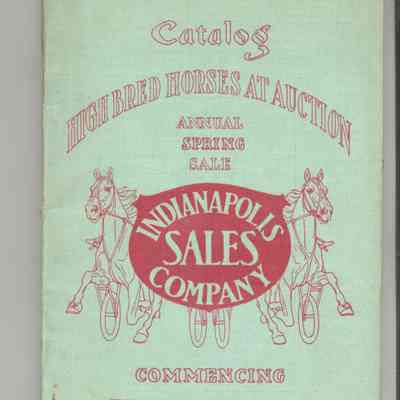 Catalog
HIGH BRED HORSES AT AUCTION
ANNUAL
SPRING
SALE
INDIANAPOLIS
SALES
COMPANY
COMMENCING